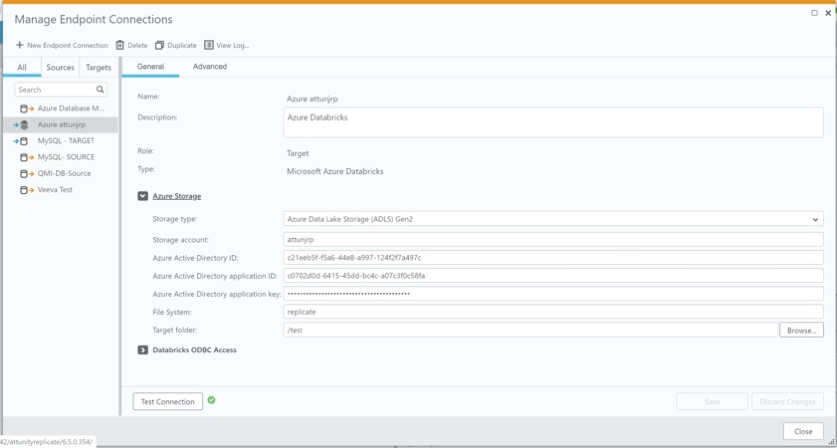 Manage Endpoint Connections
New Endpoint Connection Delete Duplicate View Log...
All Sources Targets
General Advanced
Search
Azure Database M...
Azure attunjrp
MySQL - TARGET
MySQL- SOURCE
QMI-DB-Source
Veeva Test
Name: Azure attunjrp
Description: Azure Databricks
Role: Target
Type: Microsoft Azure Databricks
Azure Storage
Storage type: Azure Data Lake Storage (ADLS) Gen2
Storage account: attunjrp
Azure Active Directory ID: c21eeb5f-f5a6-44e8-a997-124f2f7a497c
Azure Active Directory application ID: c0702d0d-6415-45dd-bc4c-a07c3f0c58fa
Azure Active Directory application key:
File System: replicate
Target folder: /test Browse...
Databricks ODBC Access
Test Connection Save Discard Changes
Close
42/attunityreplicate/6.5.0.354/